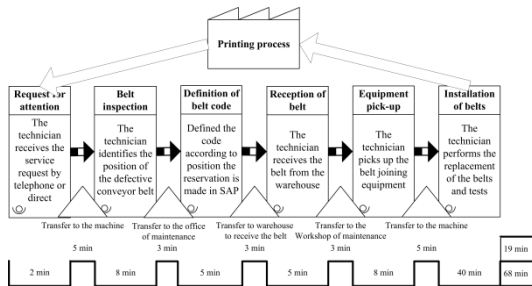 Printing process
Request for
attention
The
technician
receives the
service
request by
telephone or
direct
Belt
inspection
The
technician
identifies the
position of
the defective
conveyor belt
Definition of
belt code
Defined the
code
according to
position
the reservation is
made in SAP
Reception of
belt
The
technician
receives the
belt from the
warehouse
Equipment
pick-up
The
technician
picks up the
belt joining
equipment
Installation
of belts
The
technician
performs the
replacement of
the belts and
tests
Transfer to the machine
Transfer to the office
of maintenance
Transfer to warehouse
to receive the belt
Transfer to the
Workshop of maintenance
Transfer to the machine
5 min
3 min
3 min
3 min
5 min
19 min
2 min
8 min
5 min
5 min
8 min
40 min
68 min